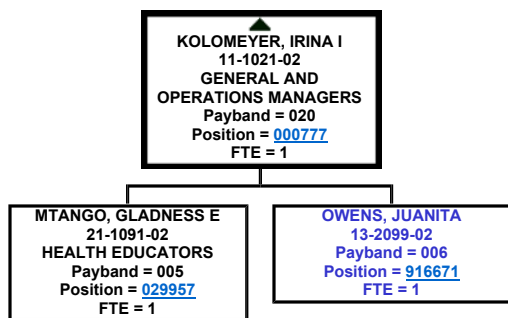 KOLOMEYER, IRINA I
11-1021-02
GENERAL AND
OPERATIONS MANAGERS
Payband = 020
Position = 000777
FTE = 1
MTANGO, GLADNESS E
21-1091-02
HEALTH EDUCATORS
Payband = 005
Position = 029957
FTE = 1
OWENS, JUANITA
13-2099-02
Payband = 006
Position = 916671
FTE = 1